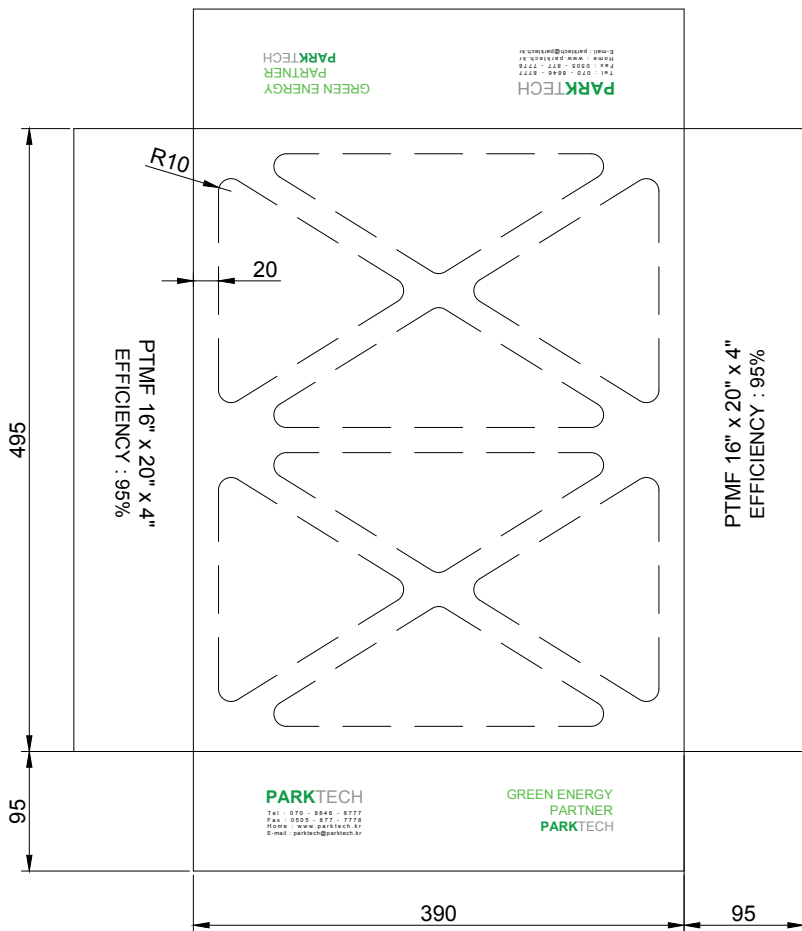 PARKTECH
Tel : 070 - 8846 - 8777
Fax : 0505 - 877 - 7778
Home : www.parktech.kr
E-mail : parktech@parktech.kr
GREEN ENERGY
PARTNER
PARKTECH
R10
20
495
PTMF 16" x 20" x 4"
EFFICIENCY : 95%
PTMF 16" x 20" x 4"
EFFICIENCY : 95%
95
PARKTECH
Tel : 070 - 8846 - 8777
Fax : 0505 - 877 - 7778
Home : www.parktech.kr
E-mail : parktech@parktech.kr
GREEN ENERGY
PARTNER
PARKTECH
390
95